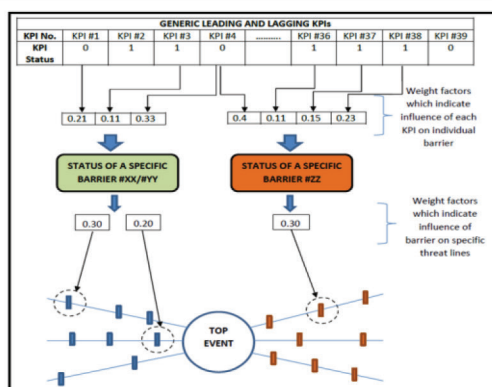 GENERIC LEADING AND LAGGING KPIs
KPI No. KPI #1 KPI #2 KPI #3 KPI #4 .......... KPI #36 KPI #37 KPI #38 KPI #39
KPI Status 0 1 1 0 1 1 1 0
0.21 0.11 0.33
0.4 0.11 0.15 0.23
Weight factors
which indicate
influence of each
KPI on individual
barrier
STATUS OF A SPECIFIC
BARRIER #XX/#YY
STATUS OF A SPECIFIC
BARRIER #ZZ
0.30 0.20
0.30
Weight factors
which indicate
influence of
barrier on specific
threat lines
TOP
EVENT